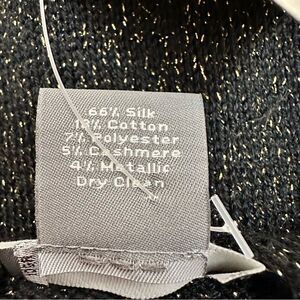 66% Silk
18% Cotton
7% Polyester
5% Cashmere
4% Metallic
Dry Clean